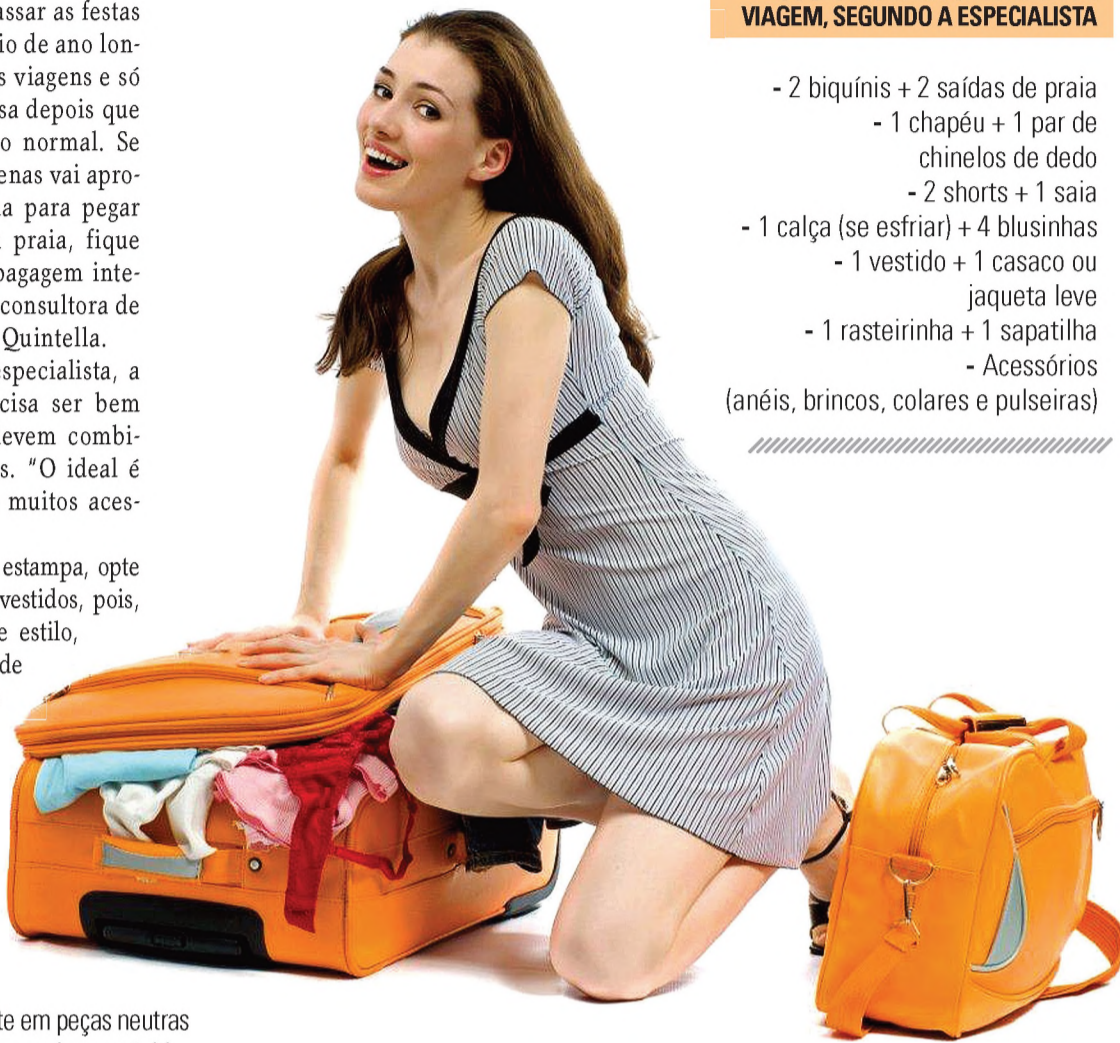 assar as festas
io de ano lon-
s viagens e só
sa depois que
o normal. Se
enas vai apro-
a para pegar
praia, fique
bagagem inte-
consultora de
Quintella.
especialista, a
cisa ser bem
evem combi-
s. “O ideal é
muitos aces-
estampa, opte
vestidos, pois,
e estilo,
de
te em peças neutras
VIAGEM, SEGUNDO A ESPECIALISTA
- 2 biquínis + 2 saídas de praia
- 1 chapéu + 1 par de
chinelos de dedo
- 2 shorts + 1 saia
- 1 calça (se esfriar) + 4 blusinhas
- 1 vestido + 1 casaco ou
jaqueta leve
- 1 rasteirinha + 1 sapatilha
- Acessórios
(anéis, brincos, colares e pulseiras)